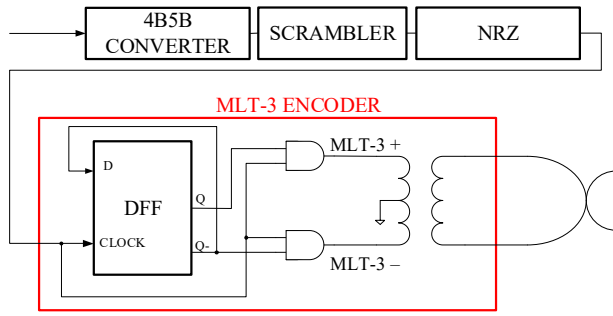 4B5B
CONVERTER
SCRAMBLER
NRZ
MLT-3 ENCODER
D
DFF
Q
CLOCK
Q-
MLT-3 +
MLT-3 –